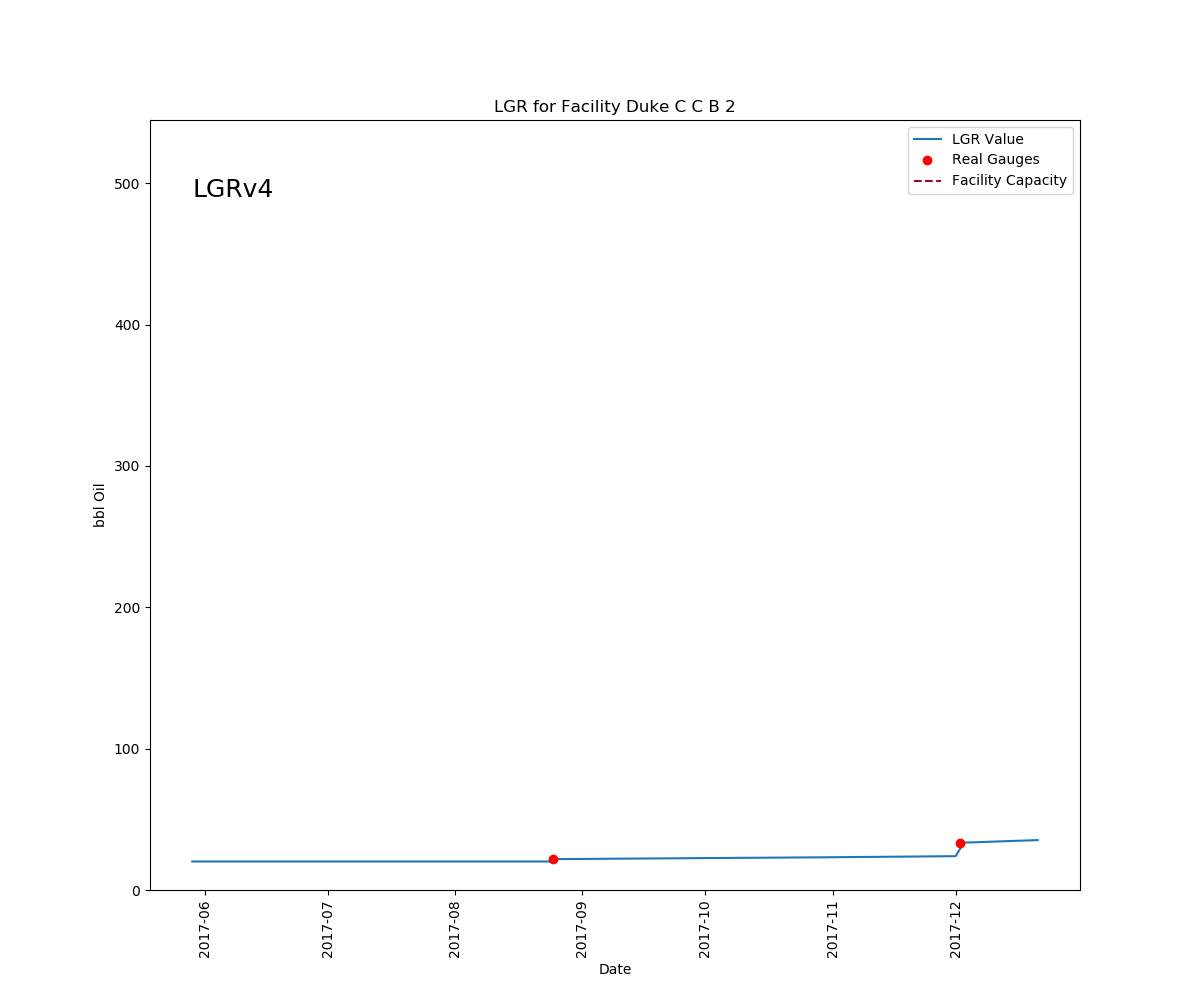 LGR for Facility Duke C C B 2
LGR Value
Real Gauges
Facility Capacity
LGRv4
bbl Oil
500
400
300
200
100
0
2017-06
2017-07
2017-08
2017-09
2017-10
2017-11
2017-12
Date